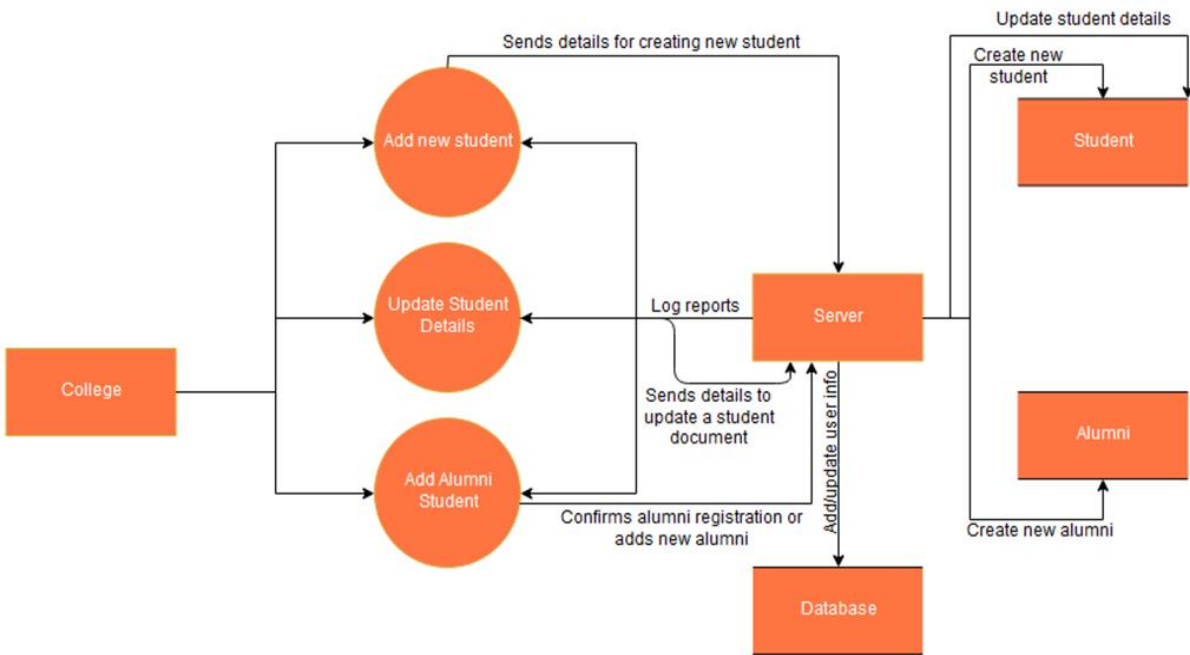 Update student details
Sends details for creating new student
Create new
student
Add new student
Student
Update Student
Details
Log reports
Server
College
Sends details to
update a student
document
Add/update user info
Alumni
Add Alumni
Student
Confirms alumni registration or
adds new alumni
Create new alumni
Database